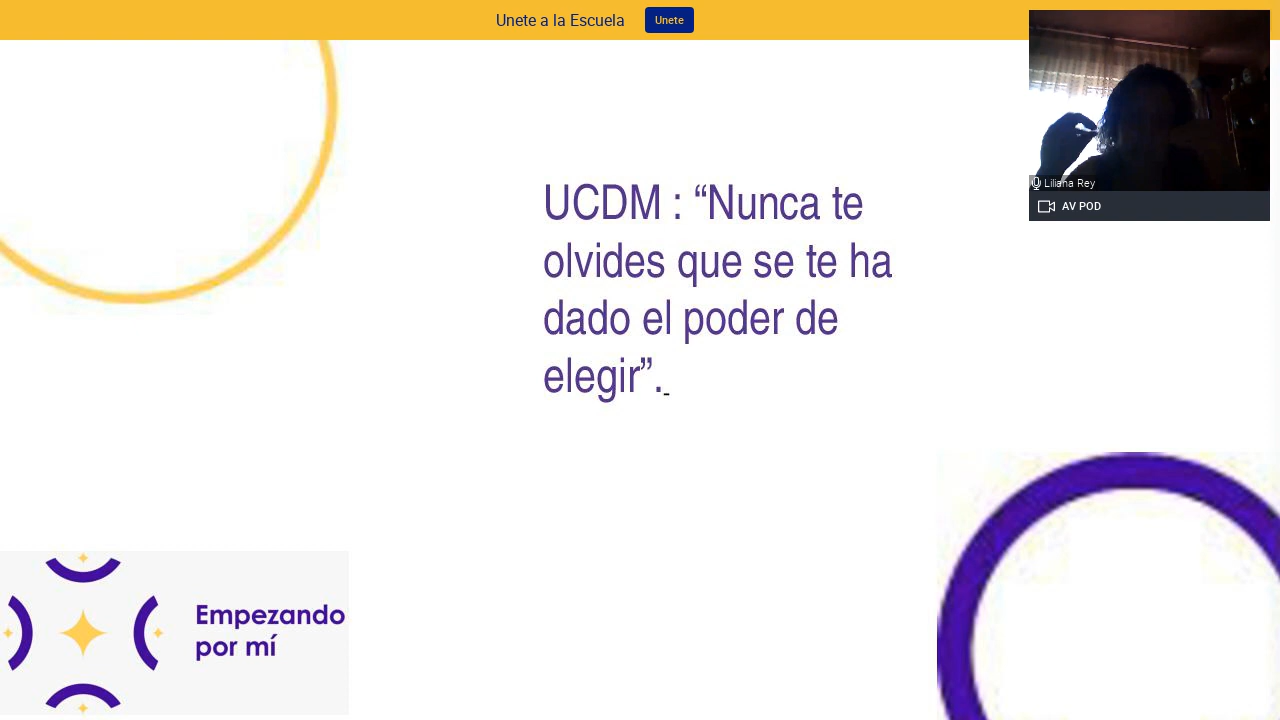 Unete a la Escuela Unete
Liliana Rey
AV POD
UCDM : “Nunca te
olvides que se te ha
dado el poder de
elegir”.
Empezando
por mí